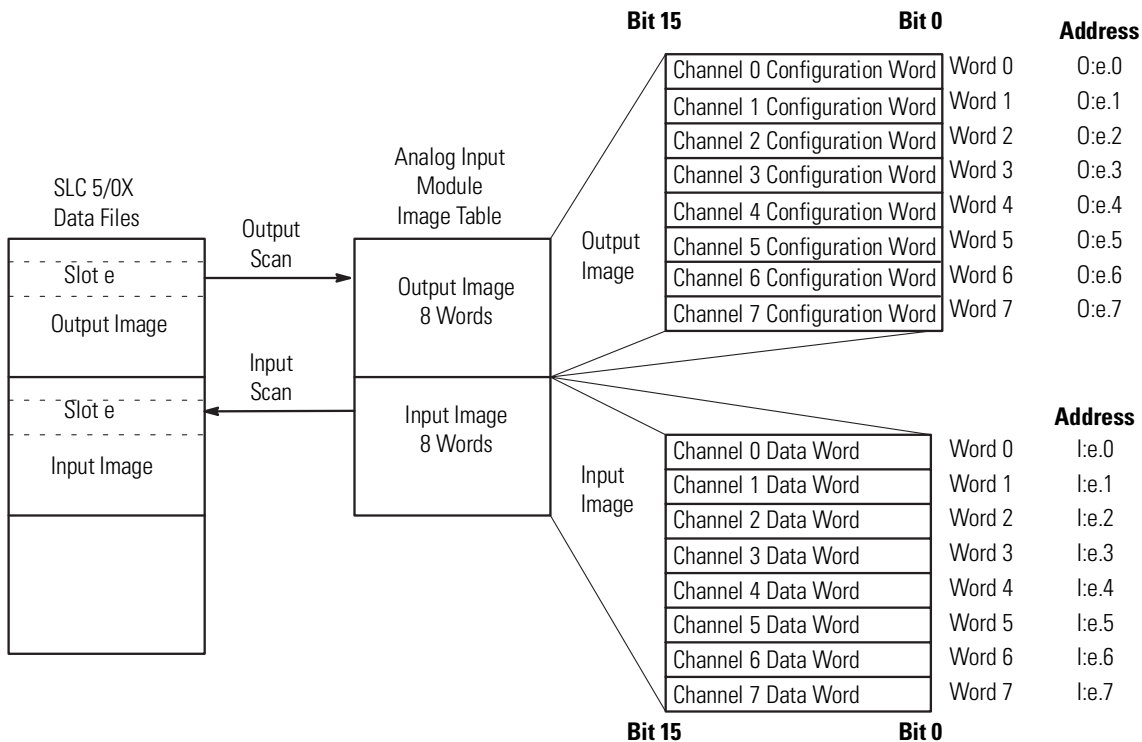 Bit 15 Bit 0
Address
Channel 0 Configuration Word Word 0 O:e.0
Channel 1 Configuration Word Word 1 O:e.1
Channel 2 Configuration Word Word 2 O:e.2
Channel 3 Configuration Word Word 3 O:e.3
Channel 4 Configuration Word Word 4 O:e.4
Channel 5 Configuration Word Word 5 O:e.5
Channel 6 Configuration Word Word 6 O:e.6
Channel 7 Configuration Word Word 7 O:e.7
Output
Image
SLC 5/0X
Data Files
Slot e
Output Image
Slot e
Input Image
Output
Scan
Input
Scan
Analog Input
Module
Image Table
Output Image
8 Words
Input Image
8 Words
Address
Input
Image
Channel 0 Data Word Word 0 I:e.0
Channel 1 Data Word Word 1 I:e.1
Channel 2 Data Word Word 2 I:e.2
Channel 3 Data Word Word 3 I:e.3
Channel 4 Data Word Word 4 I:e.4
Channel 5 Data Word Word 5 I:e.5
Channel 6 Data Word Word 6 I:e.6
Channel 7 Data Word Word 7 I:e.7
Bit 15 Bit 0